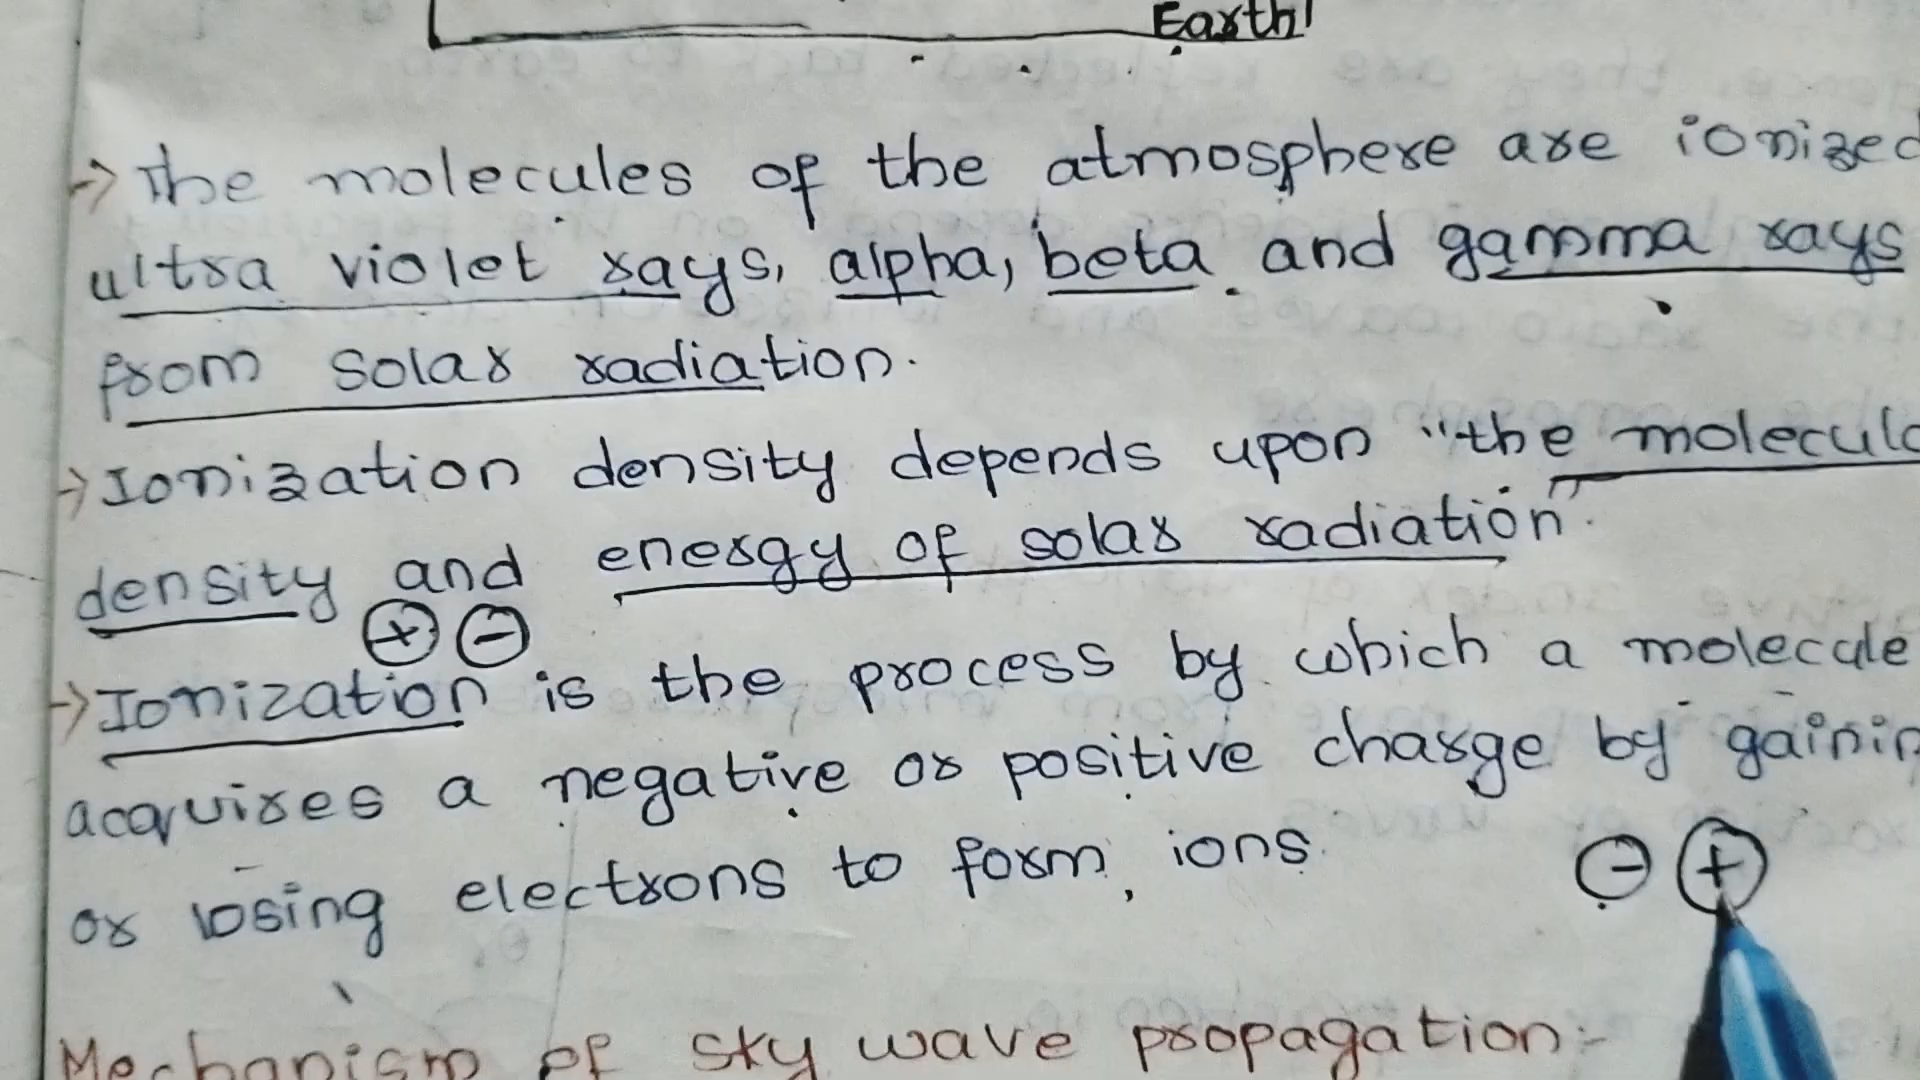 Earth
→ The molecules of the atmosphere are ionized
ultra violet rays, alpha, beta and gamma rays
from solar radiation.
→ Ionization density depends upon "the molecula
density and energy of solar radiation".
⊕ ⊖
→ Ionization is the process by which a molecule
acquires a negative or positive charge by gainin
or losing electrons to form ions.
⊖ ⊕
Mechanism of sky wave propagation:-